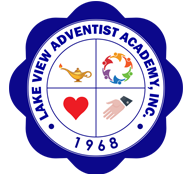 LAKE VIEW ADVENTIST ACADEMY, INC.
• 1968 •